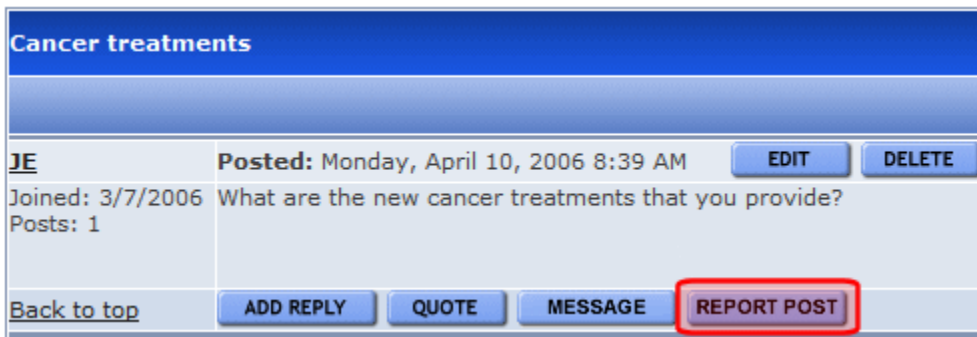 Cancer treatments
JE Posted: Monday, April 10, 2006 8:39 AM EDIT DELETE
Joined: 3/7/2006 What are the new cancer treatments that you provide?
Posts: 1
Back to top ADD REPLY QUOTE MESSAGE REPORT POST